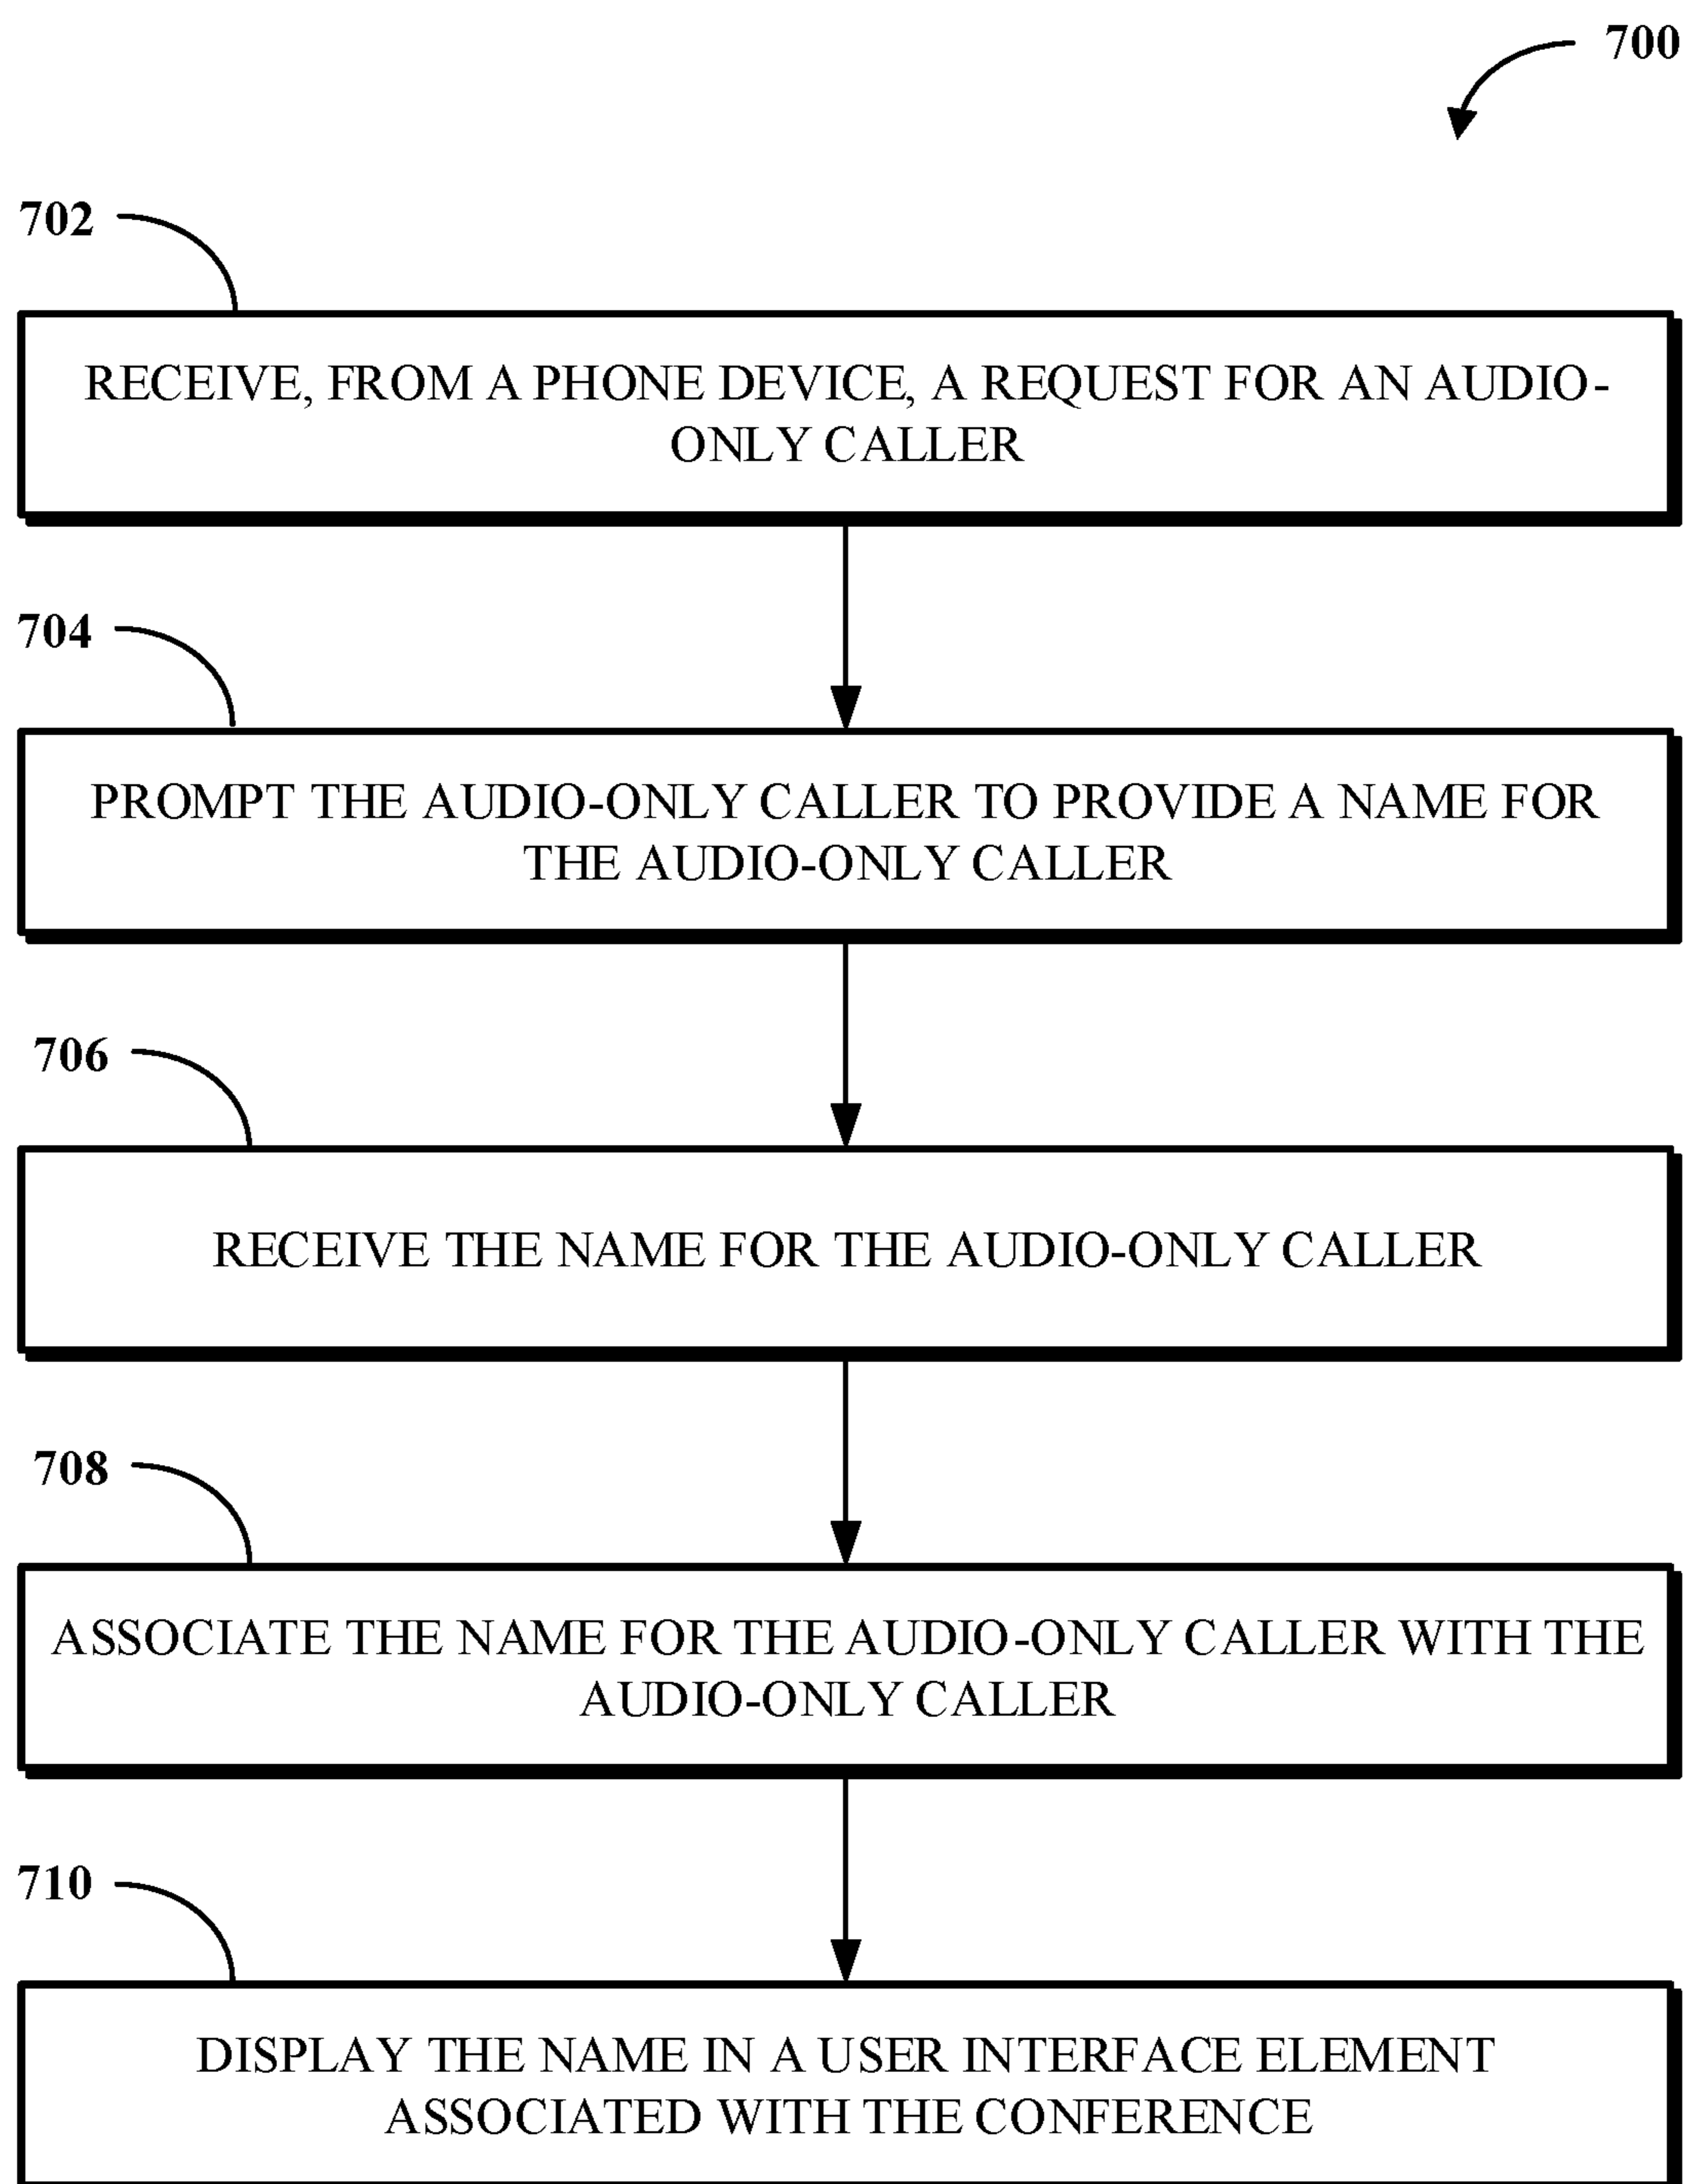 700
702
RECEIVE, FROM A PHONE DEVICE, A REQUEST FOR AN AUDIO-
ONLY CALLER
704
PROMPT THE AUDIO-ONLY CALLER TO PROVIDE A NAME FOR
THE AUDIO-ONLY CALLER
706
RECEIVE THE NAME FOR THE AUDIO-ONLY CALLER
708
ASSOCIATE THE NAME FOR THE AUDIO-ONLY CALLER WITH THE
AUDIO-ONLY CALLER
710
DISPLAY THE NAME IN A USER INTERFACE ELEMENT
ASSOCIATED WITH THE CONFERENCE